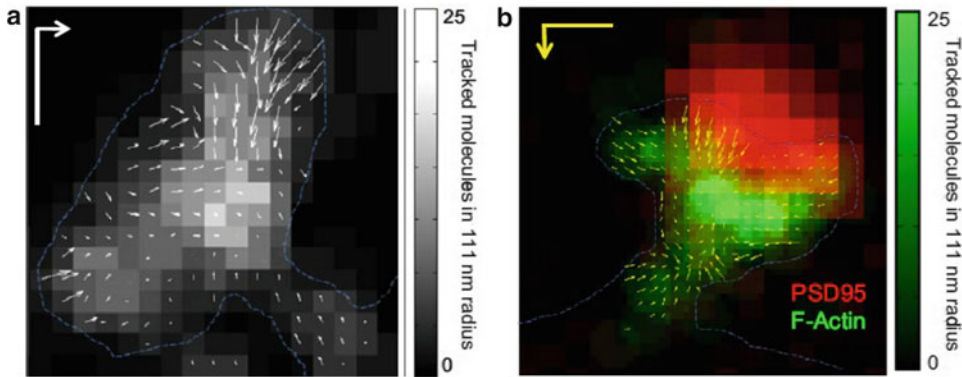 a
25
Tracked molecules in 111 nm radius
0
b
PSD95
F-Actin
25
Tracked molecules in 111 nm radius
0